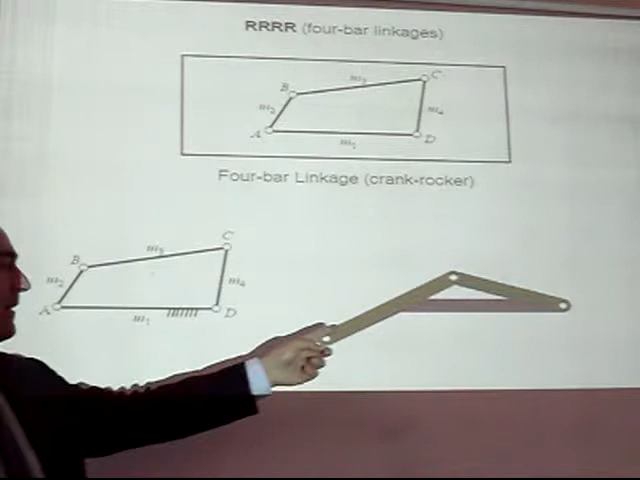 RRRR (four-bar linkages)
B m₃ C
m₂ m₄
A m₁ D
Four-bar Linkage (crank-rocker)
B m₃ C
m₂ m₄
A m₁ D